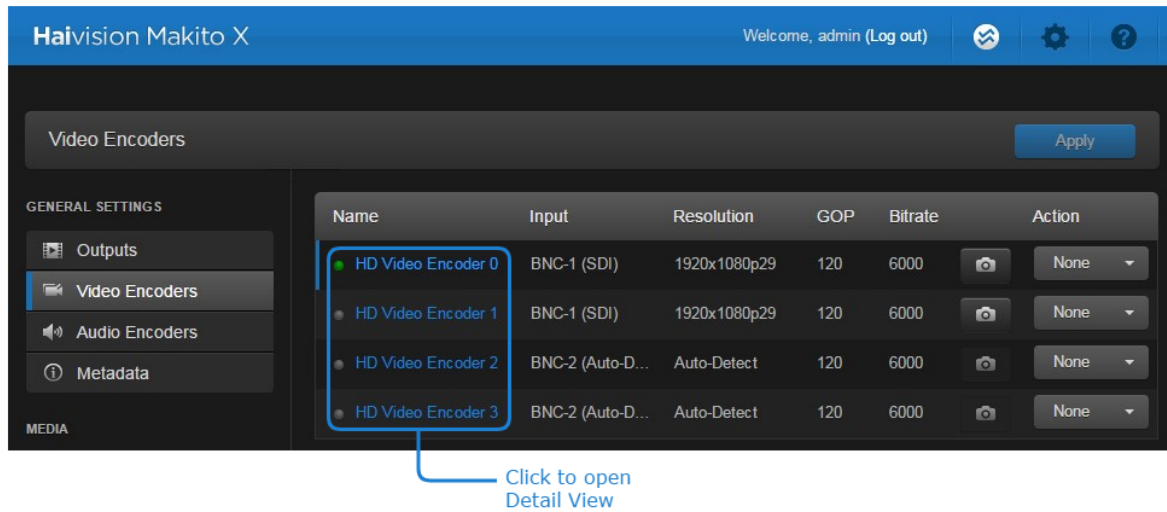 Haivision Makito X
Welcome, admin (Log out)
Video Encoders
Apply
GENERAL SETTINGS
Outputs
Video Encoders
Audio Encoders
Metadata
MEDIA
Name Input Resolution GOP Bitrate Action
HD Video Encoder 0 BNC-1 (SDI) 1920x1080p29 120 6000 None
HD Video Encoder 1 BNC-1 (SDI) 1920x1080p29 120 6000 None
HD Video Encoder 2 BNC-2 (Auto-D... Auto-Detect 120 6000 None
HD Video Encoder 3 BNC-2 (Auto-D... Auto-Detect 120 6000 None
Click to open
Detail View